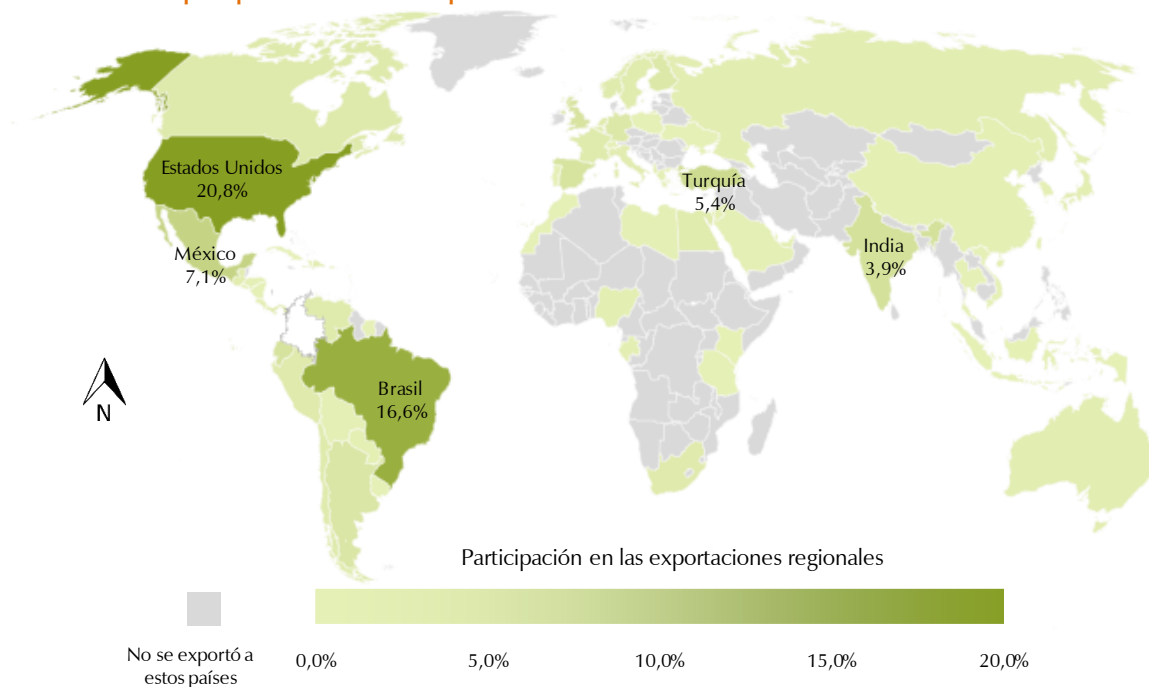 Estados Unidos
20,8%
Turquía
5,4%
México
7,1%
India
3,9%
Brasil
16,6%
N
Participación en las exportaciones regionales
No se exportó a
estos países
0,0%
5,0%
10,0%
15,0%
20,0%